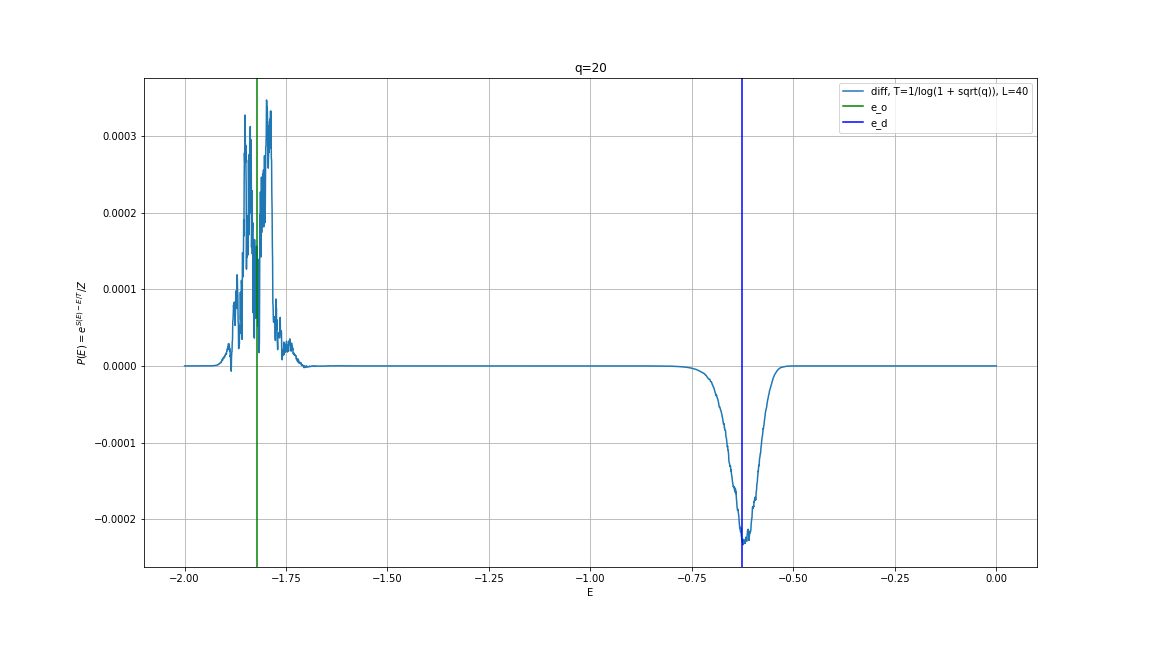 q=20
diff, T=1/log(1 + sqrt(q)), L=40
e_o
e_d
0.0003
0.0002
0.0001
0.0000
−0.0001
−0.0002
P(E) = e^{S(E) − E/T}/Z
−2.00 −1.75 −1.50 −1.25 −1.00 −0.75 −0.50 −0.25 0.00
E